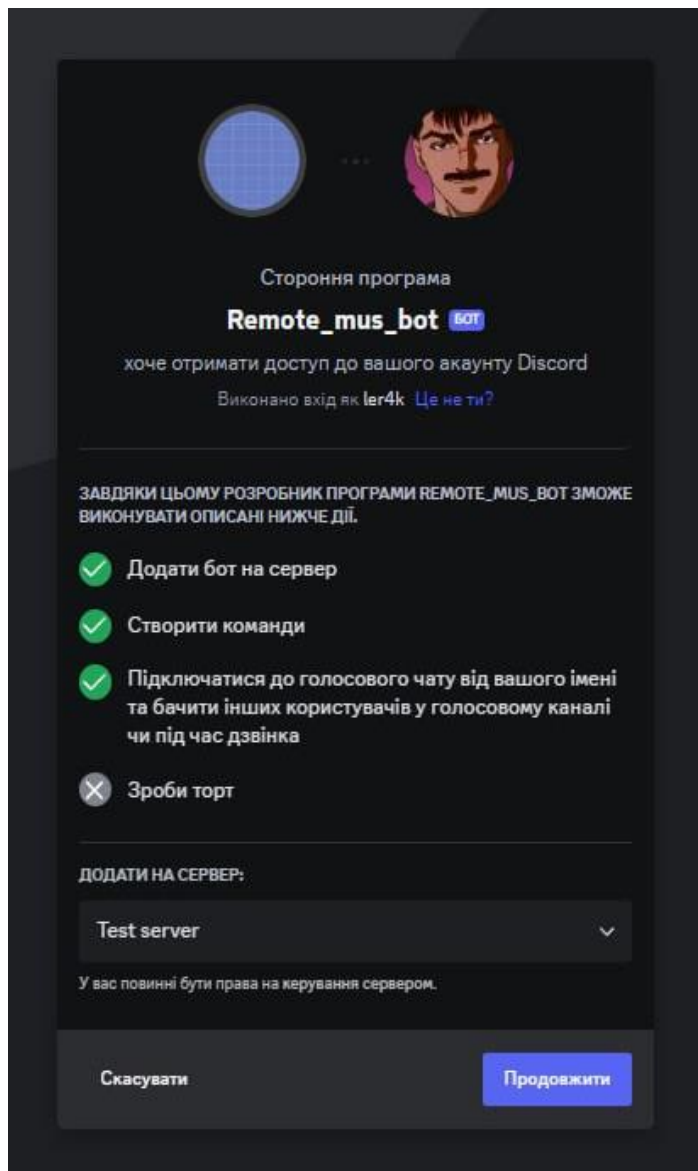 Стороння програма
Remote_mus_bot БОТ
хоче отримати доступ до вашого акаунту Discord
Виконано вхід як ler4k Це не ти?
ЗАВДЯКИ ЦЬОМУ РОЗРОБНИК ПРОГРАМИ REMOTE_MUS_BOT ЗМОЖЕ
ВИКОНУВАТИ ОПИСАНІ НИЖЧЕ ДІЇ.
Додати бот на сервер
Створити команди
Підключатися до голосового чату від вашого імені
та бачити інших користувачів у голосовому каналі
чи під час дзвінка
Зроби торт
ДОДАТИ НА СЕРВЕР:
Test server
У вас повинні бути права на керування сервером.
Скасувати
Продовжити